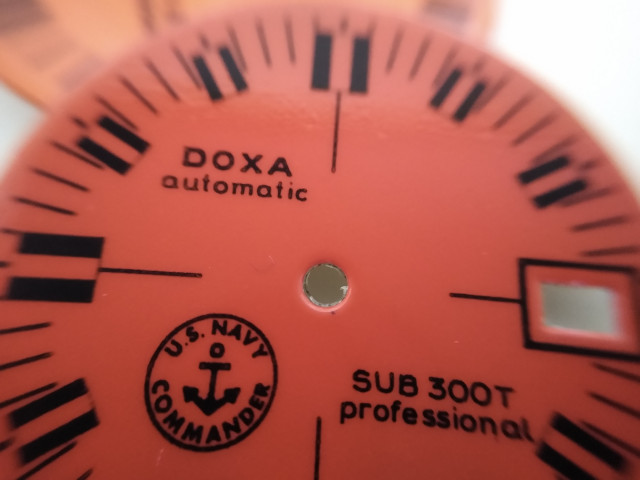 DOXA
automatic
U.S. NAVY
COMMANDER
SUB 300T
professional